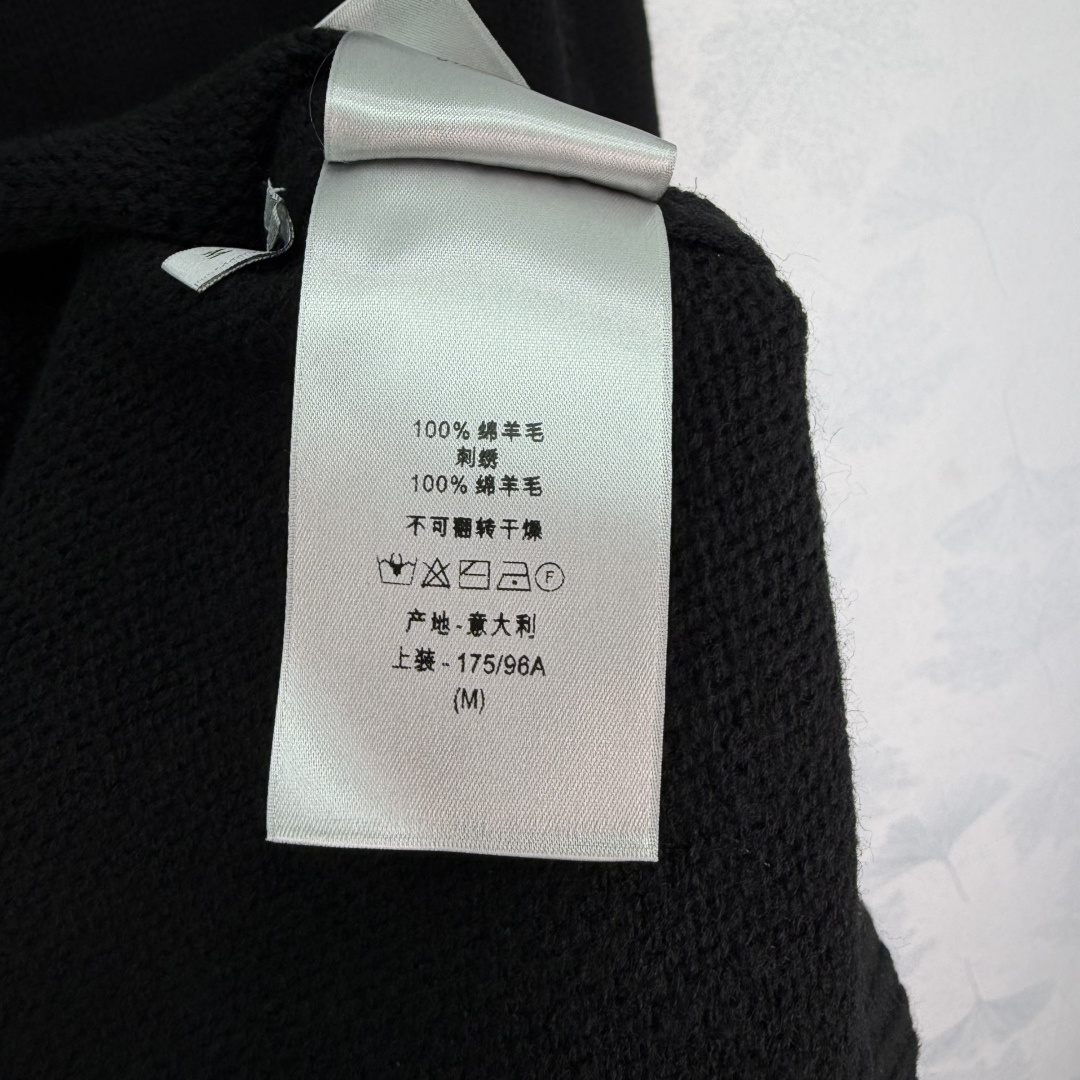 100% 绵羊毛
刺绣
100% 绵羊毛
不可翻转干燥
F
产地-意大利
上装-175/96A
(M)